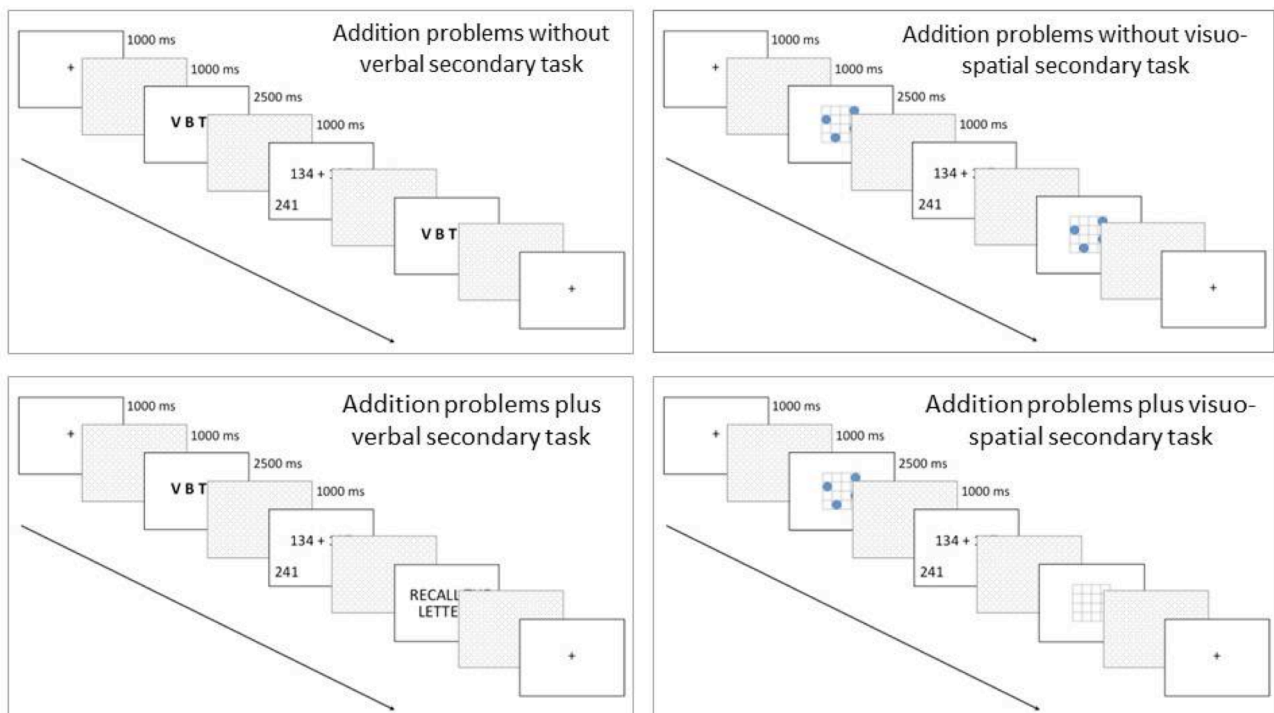 Addition problems without
verbal secondary task
1000 ms
+
1000 ms
2500 ms
V B T
1000 ms
134 +
241
V B T
+
Addition problems without visuo-
spatial secondary task
1000 ms
+
1000 ms
2500 ms
1000 ms
134 +
241
+
Addition problems plus
verbal secondary task
1000 ms
+
1000 ms
2500 ms
V B T
1000 ms
134 +
241
RECALL
LETTE
+
Addition problems plus visuo-
spatial secondary task
1000 ms
+
1000 ms
2500 ms
1000 ms
134 +
241
+